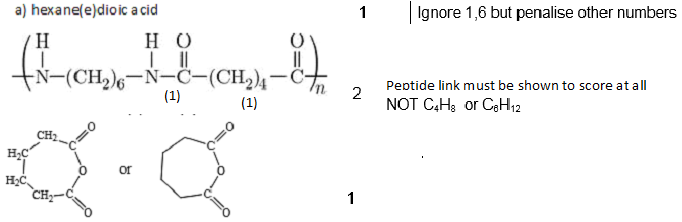 a) hexane(e)dioic acid 1 Ignore 1,6 but penalise other numbers
H H O O
N-(CH₂)₆-N-C-(CH₂)₄-C n
(1) (1)
2 Peptide link must be shown to score at all
NOT C₄H₈ or C₆H₁₂
CH₂ C O O
H₂C O or O
H₂C
CH₂-C C
O O
1